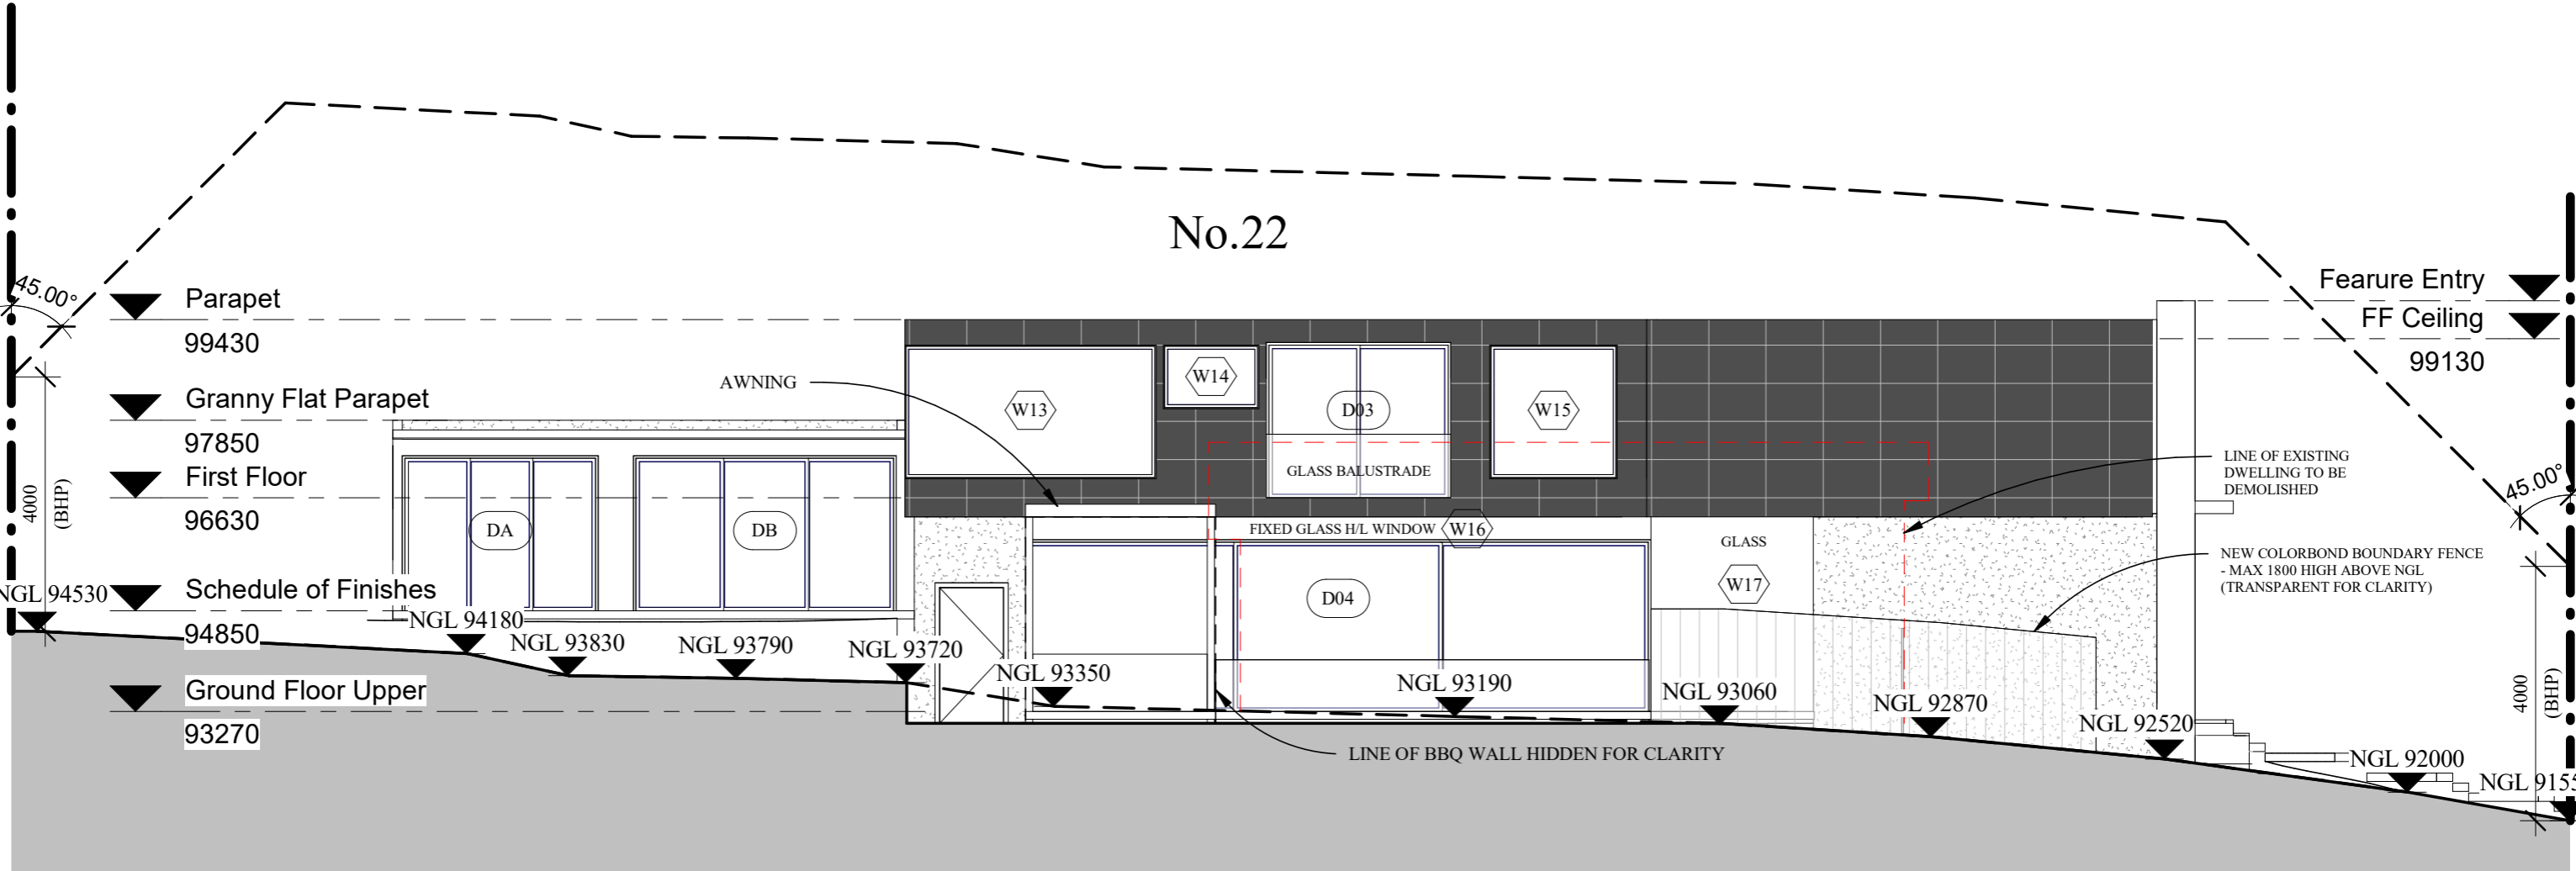 No.22
45.00°
Parapet
99430
Granny Flat Parapet
97850
First Floor
96630
Schedule of Finishes
94850
Ground Floor Upper
93270
4000
(BHP)
Fearure Entry
FF Ceiling
99130
45.00°
4000
(BHP)
AWNING
W13
W14
D03
W15
GLASS BALUSTRADE
DA
DB
FIXED GLASS H/L WINDOW
W16
GLASS
W17
D04
LINE OF EXISTING
DWELLING TO BE
DEMOLISHED
NEW COLORBOND BOUNDARY FENCE
- MAX 1800 HIGH ABOVE NGL
(TRANSPARENT FOR CLARITY)
LINE OF BBQ WALL HIDDEN FOR CLARITY
NGL 94530
NGL 94180
NGL 93830
NGL 93790
NGL 93720
NGL 93350
NGL 93190
NGL 93060
NGL 92870
NGL 92520
NGL 92000
NGL 9155